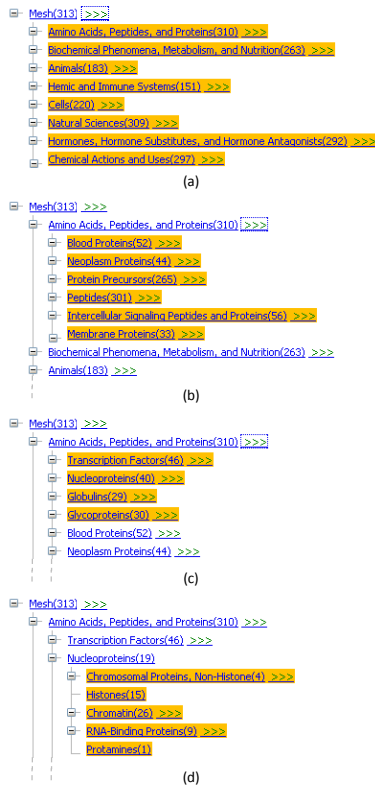 Mesh(313) >>>
Amino Acids, Peptides, and Proteins(310) >>>
Biochemical Phenomena, Metabolism, and Nutrition(263) >>>
Animals(183) >>>
Hemic and Immune Systems(151) >>>
Cells(220) >>>
Natural Sciences(309) >>>
Hormones, Hormone Substitutes, and Hormone Antagonists(292) >>>
Chemical Actions and Uses(297) >>>
(a)
Mesh(313) >>>
Amino Acids, Peptides, and Proteins(310) >>>
Blood Proteins(52) >>>
Neoplasm Proteins(44) >>>
Protein Precursors(265) >>>
Peptides(301) >>>
Intercellular Signaling Peptides and Proteins(56) >>>
Membrane Proteins(33) >>>
Biochemical Phenomena, Metabolism, and Nutrition(263) >>>
Animals(183) >>>
(b)
Mesh(313) >>>
Amino Acids, Peptides, and Proteins(310) >>>
Transcription Factors(46) >>>
Nucleoproteins(40) >>>
Globulins(29) >>>
Glycoproteins(30) >>>
Blood Proteins(52) >>>
Neoplasm Proteins(44) >>>
(c)
Mesh(313) >>>
Amino Acids, Peptides, and Proteins(310) >>>
Transcription Factors(46) >>>
Nucleoproteins(19)
Chromosomal Proteins, Non-Histone(4) >>>
Histones(15)
Chromatin(26) >>>
RNA-Binding Proteins(9) >>>
Protamines(1)
(d)